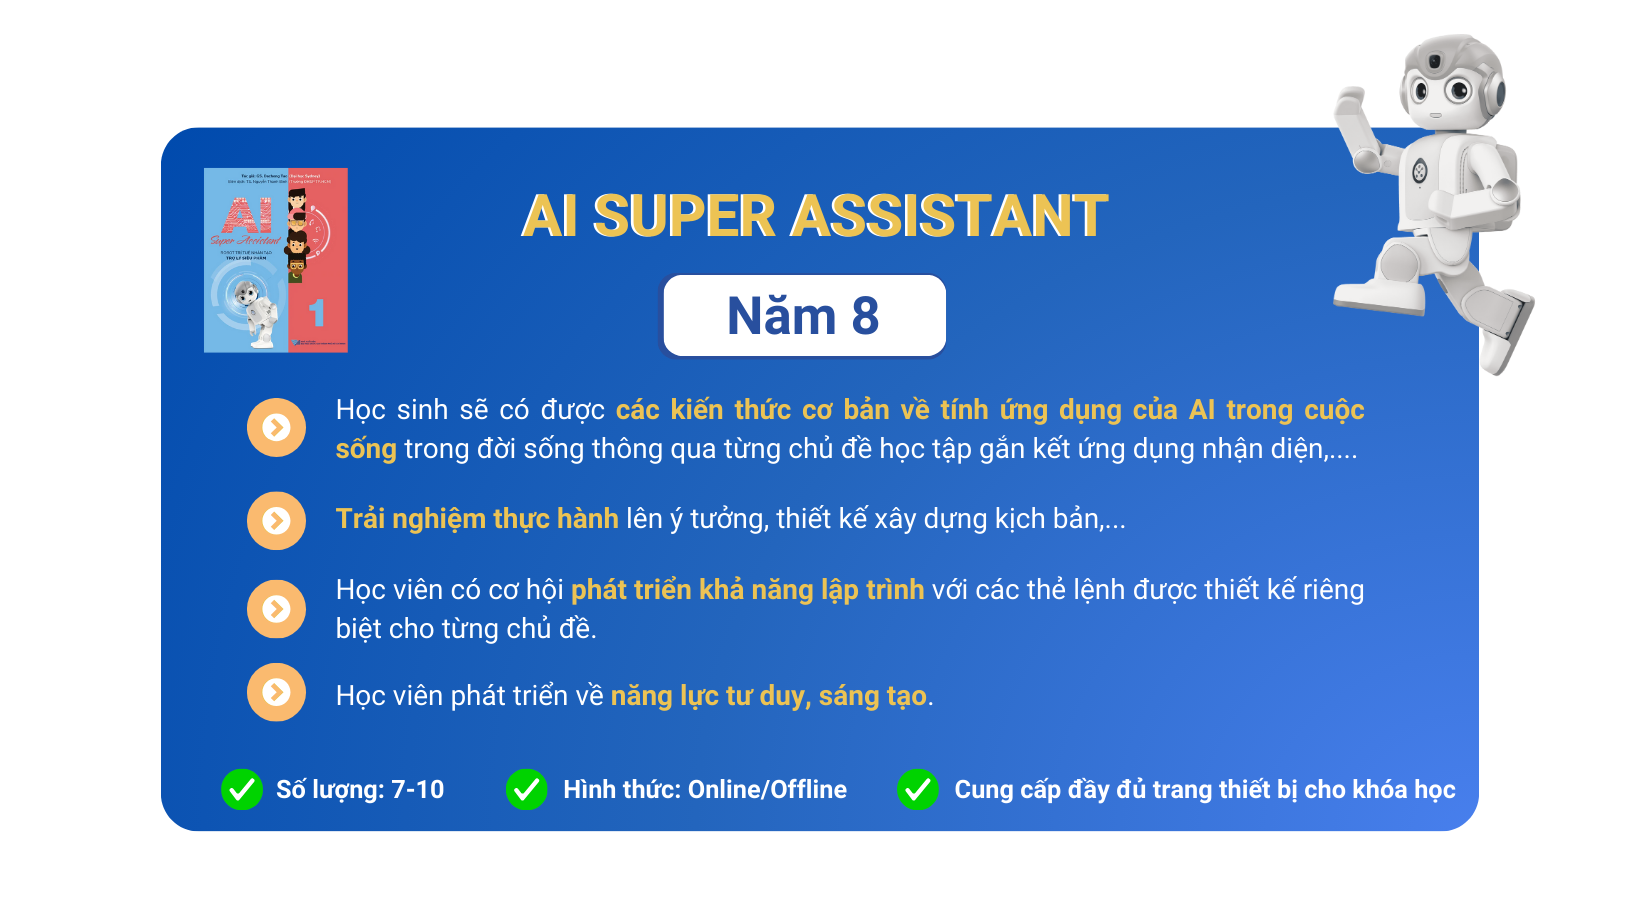 AI
Super Assistant
TRỢ LÝ SIÊU PHÀM
1
AI SUPER ASSISTANT
Năm 8
Học sinh sẽ có được các kiến thức cơ bản về tính ứng dụng của AI trong cuộc
sống trong đời sống thông qua từng chủ đề học tập gắn kết ứng dụng nhận diện,....
Trải nghiệm thực hành lên ý tưởng, thiết kế xây dựng kịch bản,...
Học viên có cơ hội phát triển khả năng lập trình với các thẻ lệnh được thiết kế riêng
biệt cho từng chủ đề.
Học viên phát triển về năng lực tư duy, sáng tạo.
Số lượng: 7-10
Hình thức: Online/Offline
Cung cấp đầy đủ trang thiết bị cho khóa học